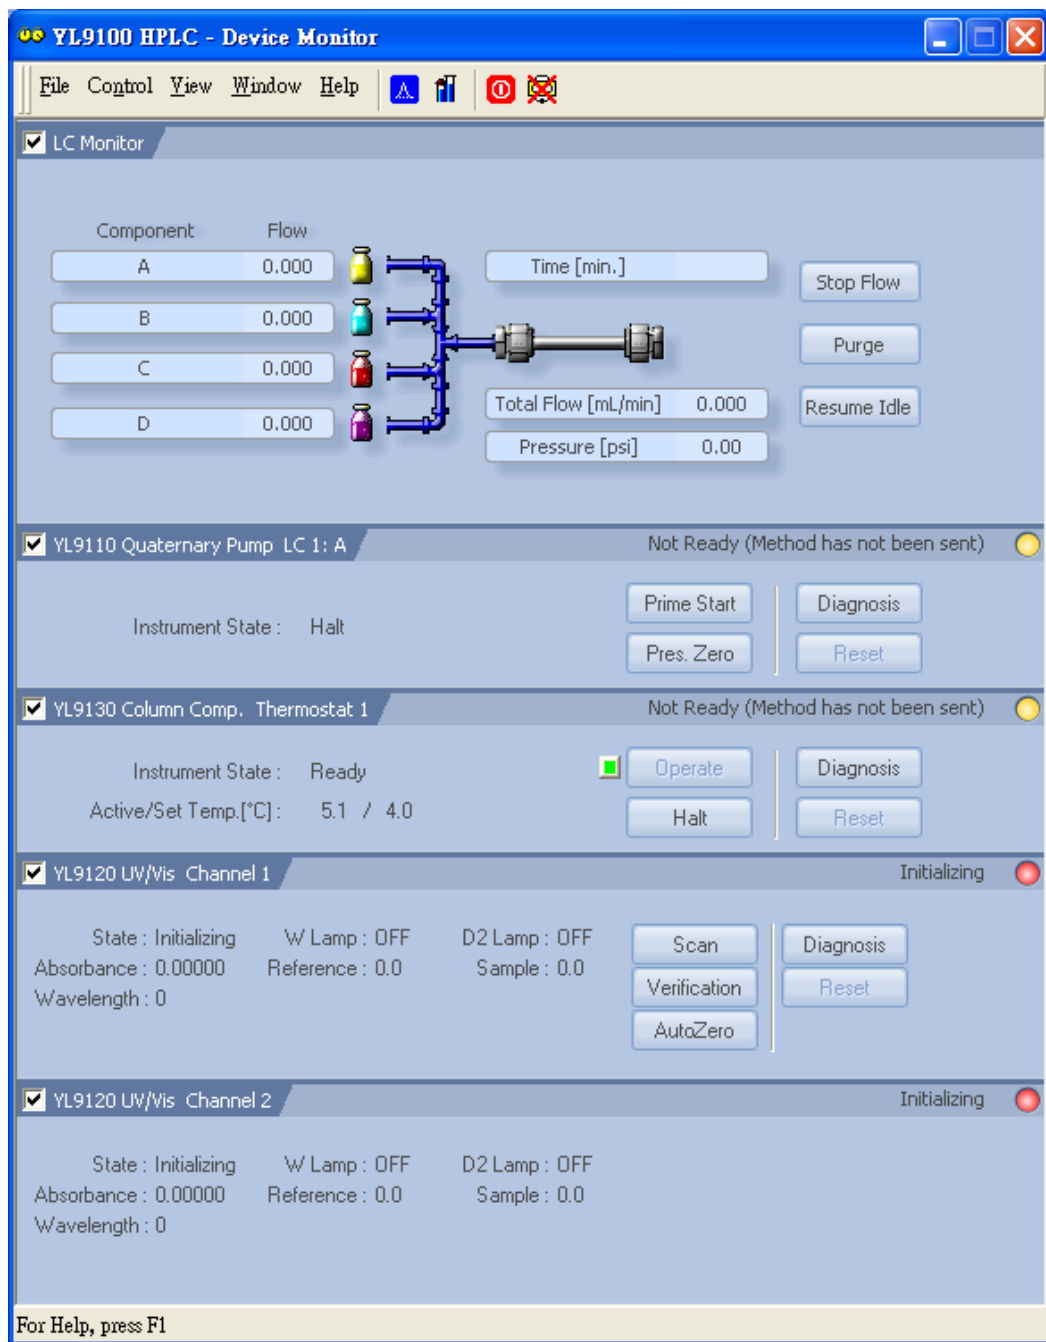 YL9100 HPLC - Device Monitor
File Control View Window Help
LC Monitor
Component Flow
A 0.000 Time [min.]
Stop Flow
B 0.000
Purge
C 0.000
Total Flow [mL/min] 0.000 Resume Idle
D 0.000
Pressure [psi] 0.00
YL9110 Quaternary Pump LC 1: A Not Ready (Method has not been sent)
Prime Start Diagnosis
Instrument State : Halt
Pres. Zero Reset
YL9130 Column Comp. Thermostat 1 Not Ready (Method has not been sent)
Instrument State : Ready Operate Diagnosis
Active/Set Temp.[°C] : 5.1 / 4.0 Halt Reset
YL9120 UV/Vis Channel 1 Initializing
State : Initializing W Lamp : OFF D2 Lamp : OFF Scan Diagnosis
Absorbance : 0.00000 Reference : 0.0 Sample : 0.0
Wavelength : 0 Verification Reset
AutoZero
YL9120 UV/Vis Channel 2 Initializing
State : Initializing W Lamp : OFF D2 Lamp : OFF
Absorbance : 0.00000 Reference : 0.0 Sample : 0.0
Wavelength : 0
For Help, press F1